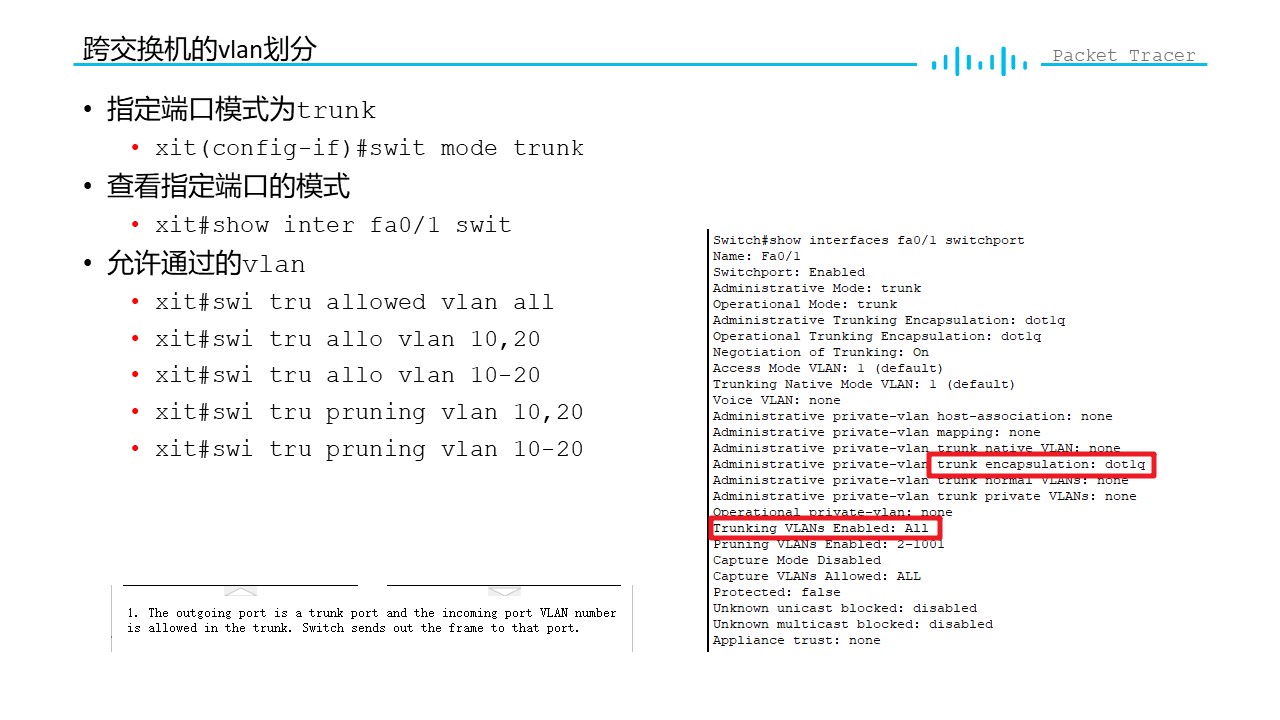 跨交换机的vlan划分
Packet Tracer
• 指定端口模式为trunk
• xit(config-if)#swit mode trunk
• 查看指定端口的模式
• xit#show inter fa0/1 swit
• 允许通过的vlan
• xit#swi tru allowed vlan all
• xit#swi tru allo vlan 10,20
• xit#swi tru allo vlan 10-20
• xit#swi tru pruning vlan 10,20
• xit#swi tru pruning vlan 10-20
1. The outgoing port is a trunk port and the incoming port VLAN number
is allowed in the trunk. Switch sends out the frame to that port.
Switch#show interfaces fa0/1 switchport
Name: Fa0/1
Switchport: Enabled
Administrative Mode: trunk
Operational Mode: trunk
Administrative Trunking Encapsulation: dot1q
Operational Trunking Encapsulation: dot1q
Negotiation of Trunking: On
Access Mode VLAN: 1 (default)
Trunking Native Mode VLAN: 1 (default)
Voice VLAN: none
Administrative private-vlan host-association: none
Administrative private-vlan mapping: none
Administrative private-vlan trunk native VLAN: none
Administrative private-vlan trunk encapsulation: dot1q
Administrative private-vlan trunk normal VLANs: none
Administrative private-vlan trunk private VLANs: none
Operational private-vlan: none
Trunking VLANs Enabled: All
Pruning VLANs Enabled: 2-1001
Capture Mode Disabled
Capture VLANs Allowed: ALL
Protected: false
Unknown unicast blocked: disabled
Unknown multicast blocked: disabled
Appliance trust: none